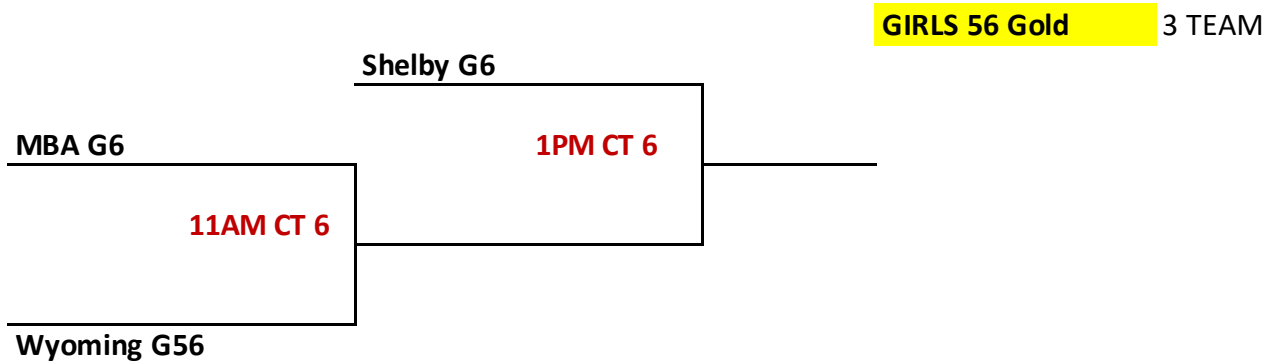 GIRLS 56 Gold 3 TEAM
Shelby G6
MBA G6
1PM CT 6
11AM CT 6
Wyoming G56